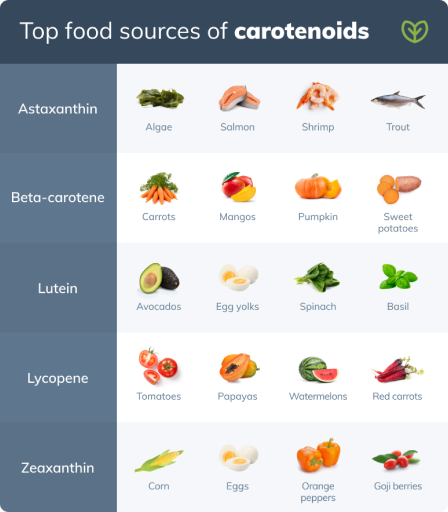 Top food sources of carotenoids
Astaxanthin
Algae
Salmon
Shrimp
Trout
Beta-carotene
Carrots
Mangos
Pumpkin
Sweet
potatoes
Lutein
Avocados
Egg yolks
Spinach
Basil
Lycopene
Tomatoes
Papayas
Watermelons
Red carrots
Zeaxanthin
Corn
Eggs
Orange
peppers
Goji berries